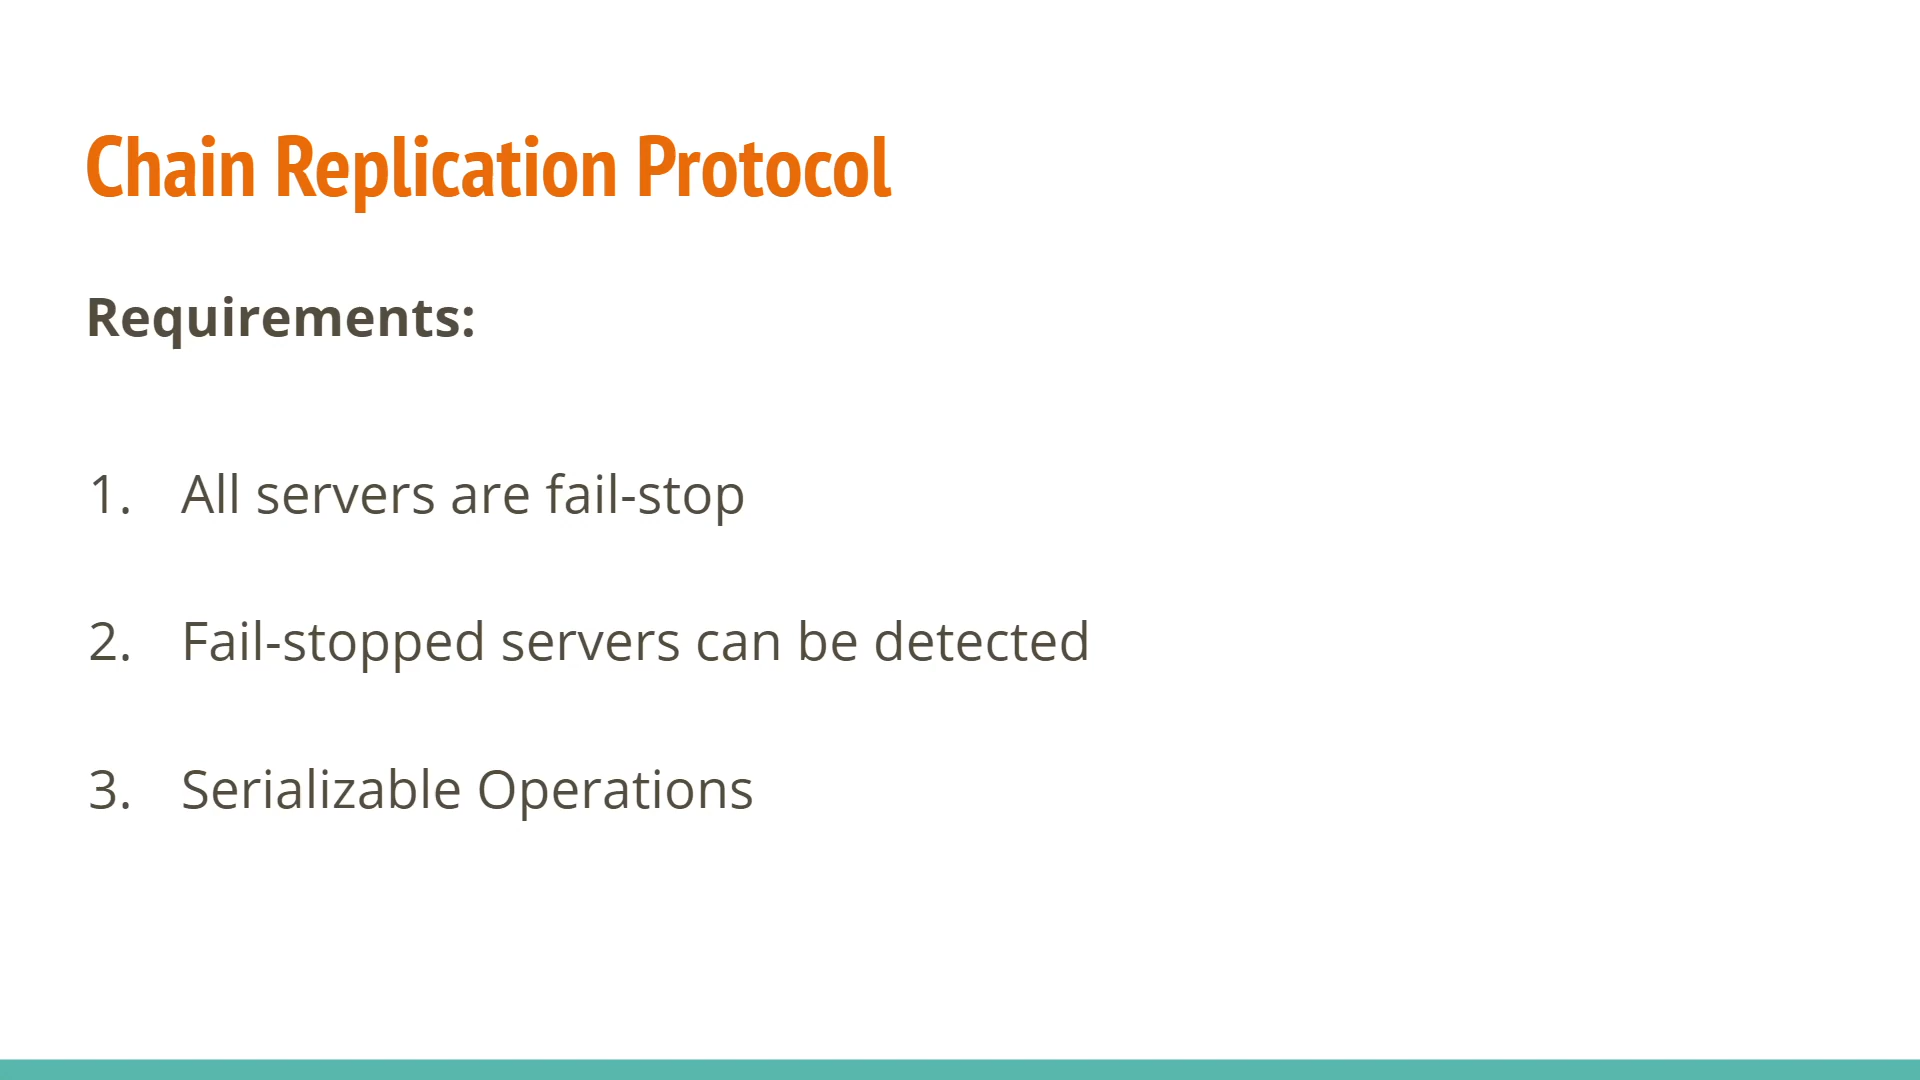 Chain Replication Protocol
Requirements:
1. All servers are fail-stop
2. Fail-stopped servers can be detected
3. Serializable Operations